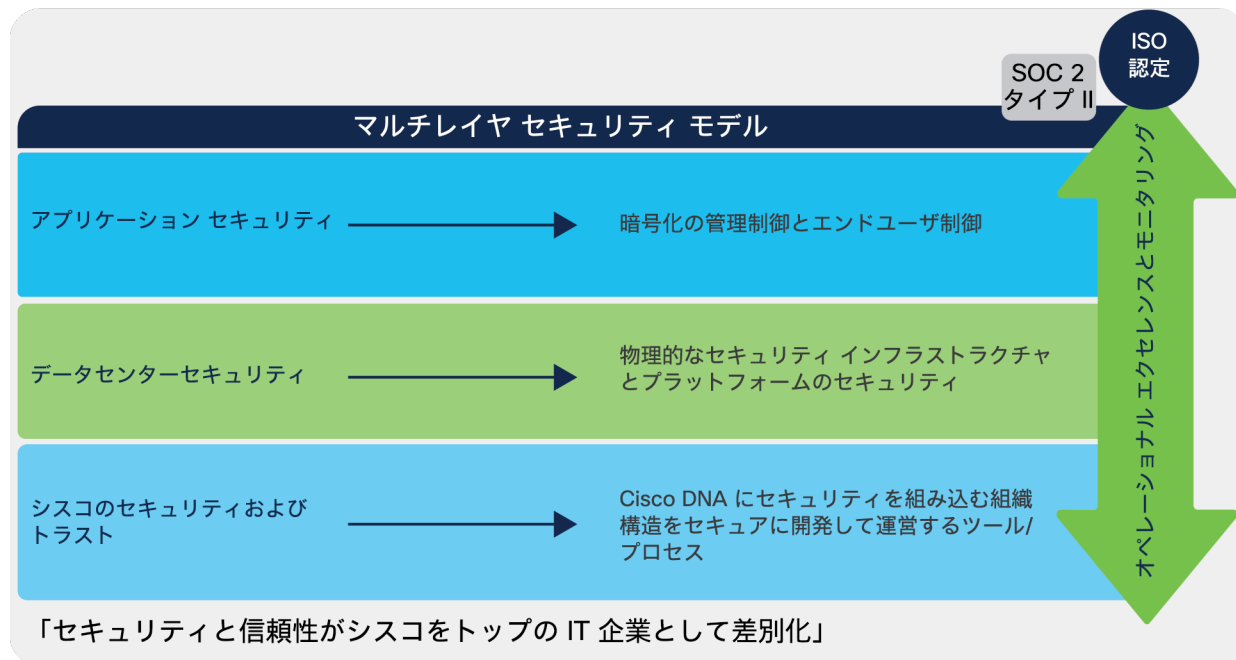 ISO
認定
SOC 2
タイプ II
マルチレイヤ セキュリティ モデル
アプリケーション セキュリティ
暗号化の管理制御とエンドユーザ制御
データセンターセキュリティ
物理的なセキュリティ インフラストラクチャ
とプラットフォームのセキュリティ
シスコのセキュリティおよび
トラスト
Cisco DNA にセキュリティを組み込む組織
構造をセキュアに開発して運営するツール/
プロセス
オペレーショナル エクセレンスとモニタリング
「セキュリティと信頼性がシスコをトップの IT 企業として差別化」